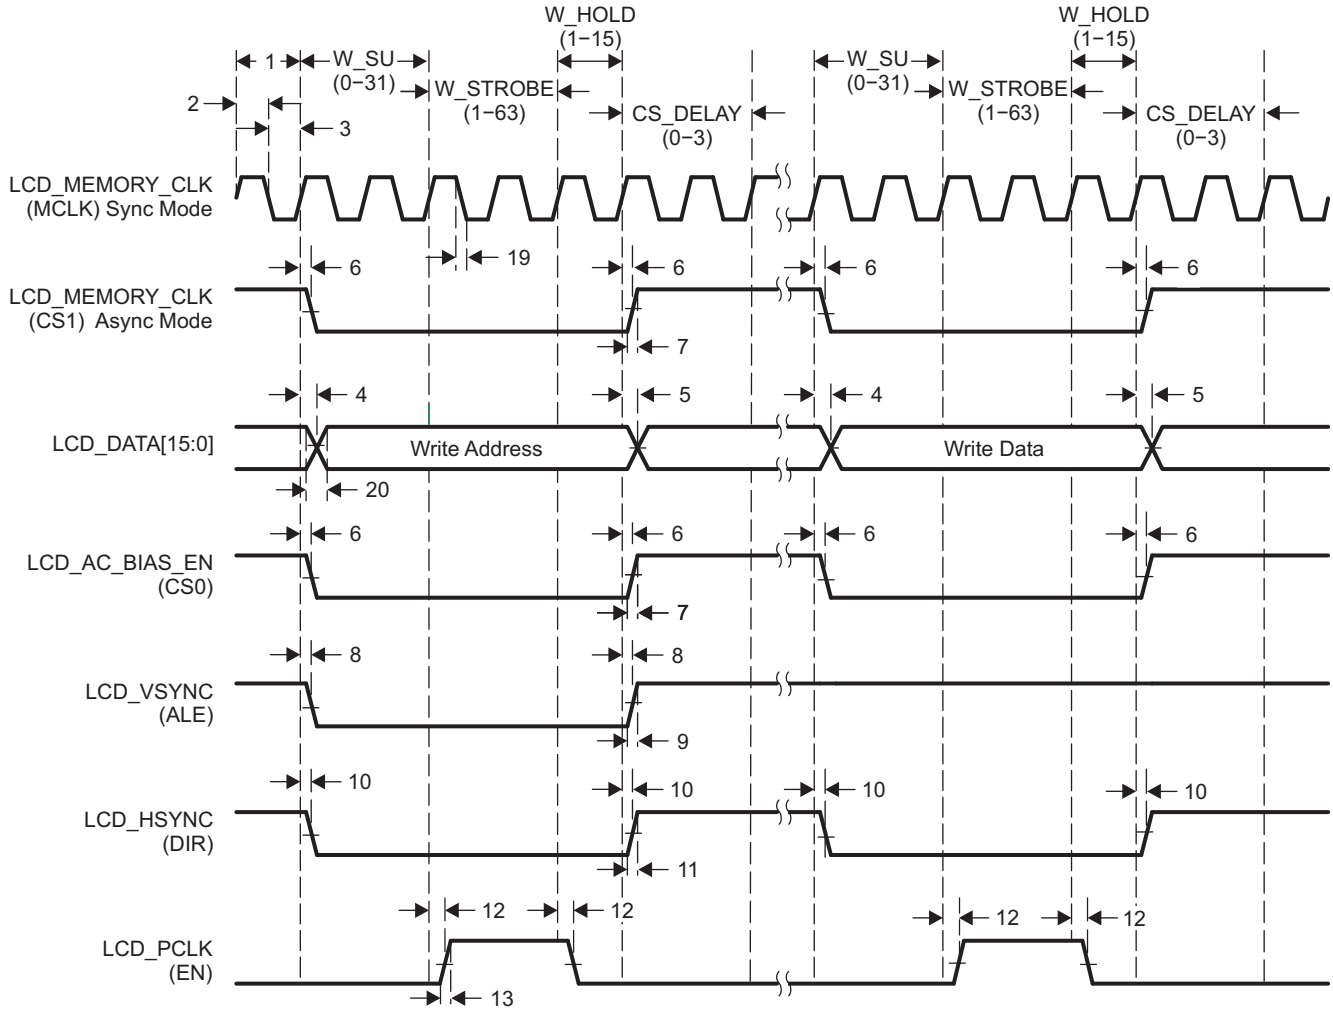 W_HOLD
(1−15)
W_HOLD
(1−15)
1
W_SU
(0−31)
W_SU
(0−31)
2
W_STROBE
(1−63)
W_STROBE
(1−63)
3
CS_DELAY
(0−3)
CS_DELAY
(0−3)
LCD_MEMORY_CLK
(MCLK) Sync Mode
19
6
6
6
6
LCD_MEMORY_CLK
(CS1) Async Mode
7
4
5
4
5
LCD_DATA[15:0]
Write Address
Write Data
20
6
6
6
6
LCD_AC_BIAS_EN
(CS0)
7
8
8
LCD_VSYNC
(ALE)
9
10
10
10
10
LCD_HSYNC
(DIR)
11
12
12
12
12
LCD_PCLK
(EN)
13